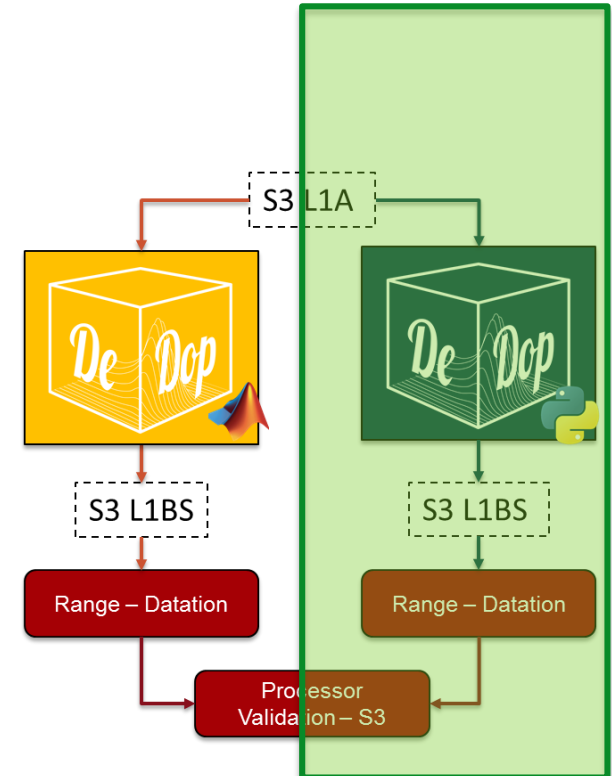 S3 L1A
De Dop
De Dop
S3 L1BS
S3 L1BS
Range – Datation
Range – Datation
Processor
Validation – S3